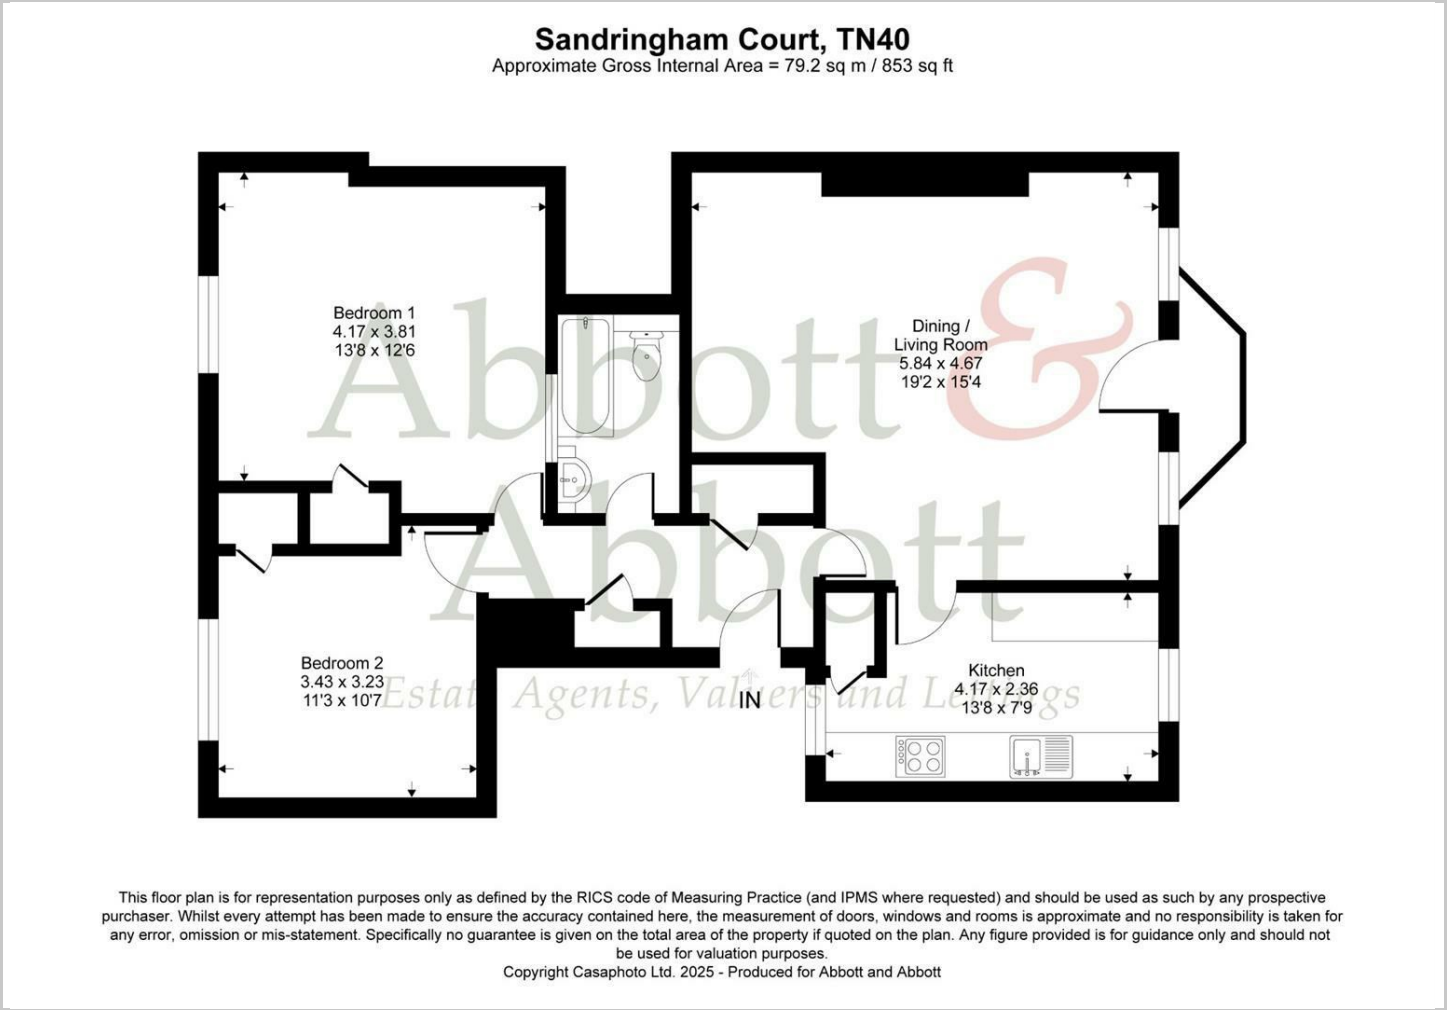 Sandringham Court, TN40
Approximate Gross Internal Area = 79.2 sq m / 853 sq ft
Bedroom 1
4.17 x 3.81
13'8 x 12'6
Dining /
Living Room
5.84 x 4.67
19'2 x 15'4
Abbott &
Abbott
Estate Agents, Valuers and Lettings
Bedroom 2
3.43 x 3.23
11'3 x 10'7
IN
Kitchen
4.17 x 2.36
13'8 x 7'9
This floor plan is for representation purposes only as defined by the RICS code of Measuring Practice (and IPMS where requested) and should be used as such by any prospective
purchaser. Whilst every attempt has been made to ensure the accuracy contained here, the measurement of doors, windows and rooms is approximate and no responsibility is taken for
any error, omission or mis-statement. Specifically no guarantee is given on the total area of the property if quoted on the plan. Any figure provided is for guidance only and should not
be used for valuation purposes.
Copyright Casaphoto Ltd. 2025 - Produced for Abbott and Abbott